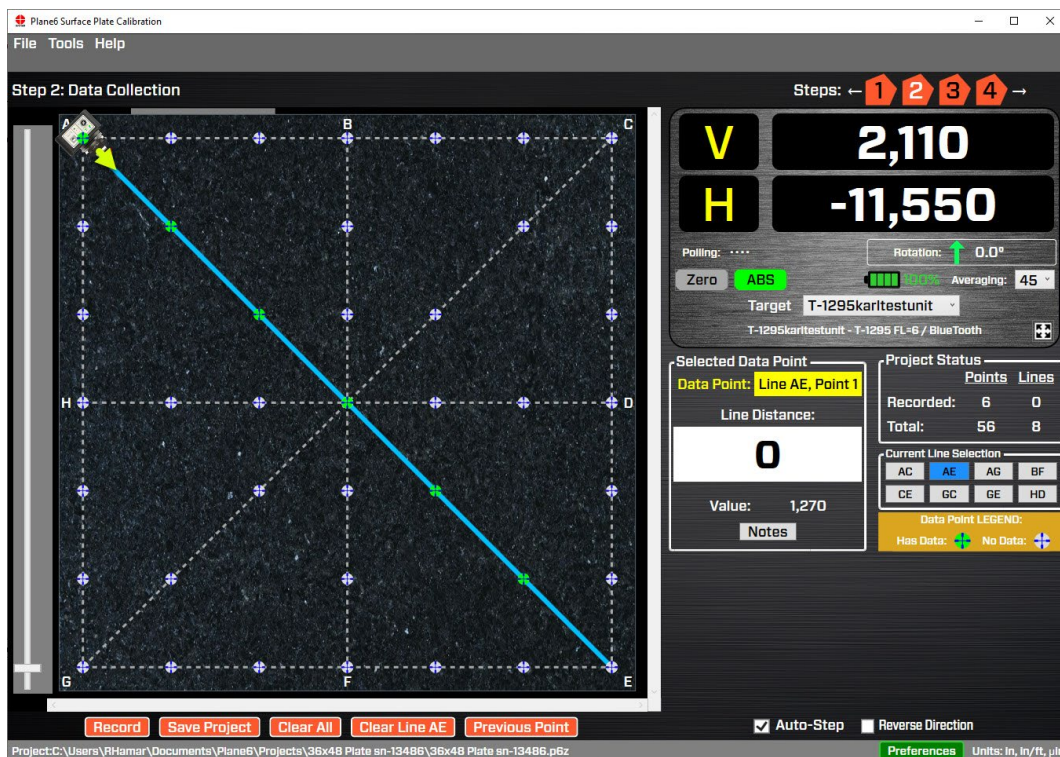 Plane6 Surface Plate Calibration
File Tools Help
Step 2: Data Collection
Steps: ← 1 2 3 4 →
A B C
H D
G F E
V 2,110
H -11,550
Polling: ····
Rotation: 0.0°
Zero ABS 100% Averaging: 45
Target T-1295karltestunit
T-1295karltestunit - T-1295 FL=6 / BlueTooth
Selected Data Point
Data Point: Line AE, Point 1
Line Distance:
0
Value: 1,270
Notes
Project Status
Points Lines
Recorded: 6 0
Total: 56 8
Current Line Selection
AC AE AG BF
CE GC GE HD
Data Point LEGEND:
Has Data: No Data:
Record Save Project Clear All Clear Line AE Previous Point
Auto-Step Reverse Direction
Project:C:\Users\RHamar\Documents\Plane6\Projects\36x48 Plate sn-13486\36x48 Plate sn-13486.p6z
Preferences Units: In, In/ft, µIn